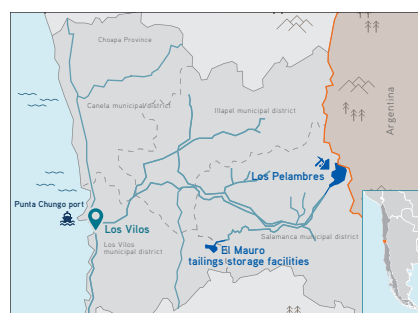 Choapa Province
Canela municipal district
Illapel municipal district
Argentina
Los Pelambres
Punta Chungo port
Los Vilos
Los Vilos
municipal district
Salamanca municipal district
El Mauro
tailings storage facilities